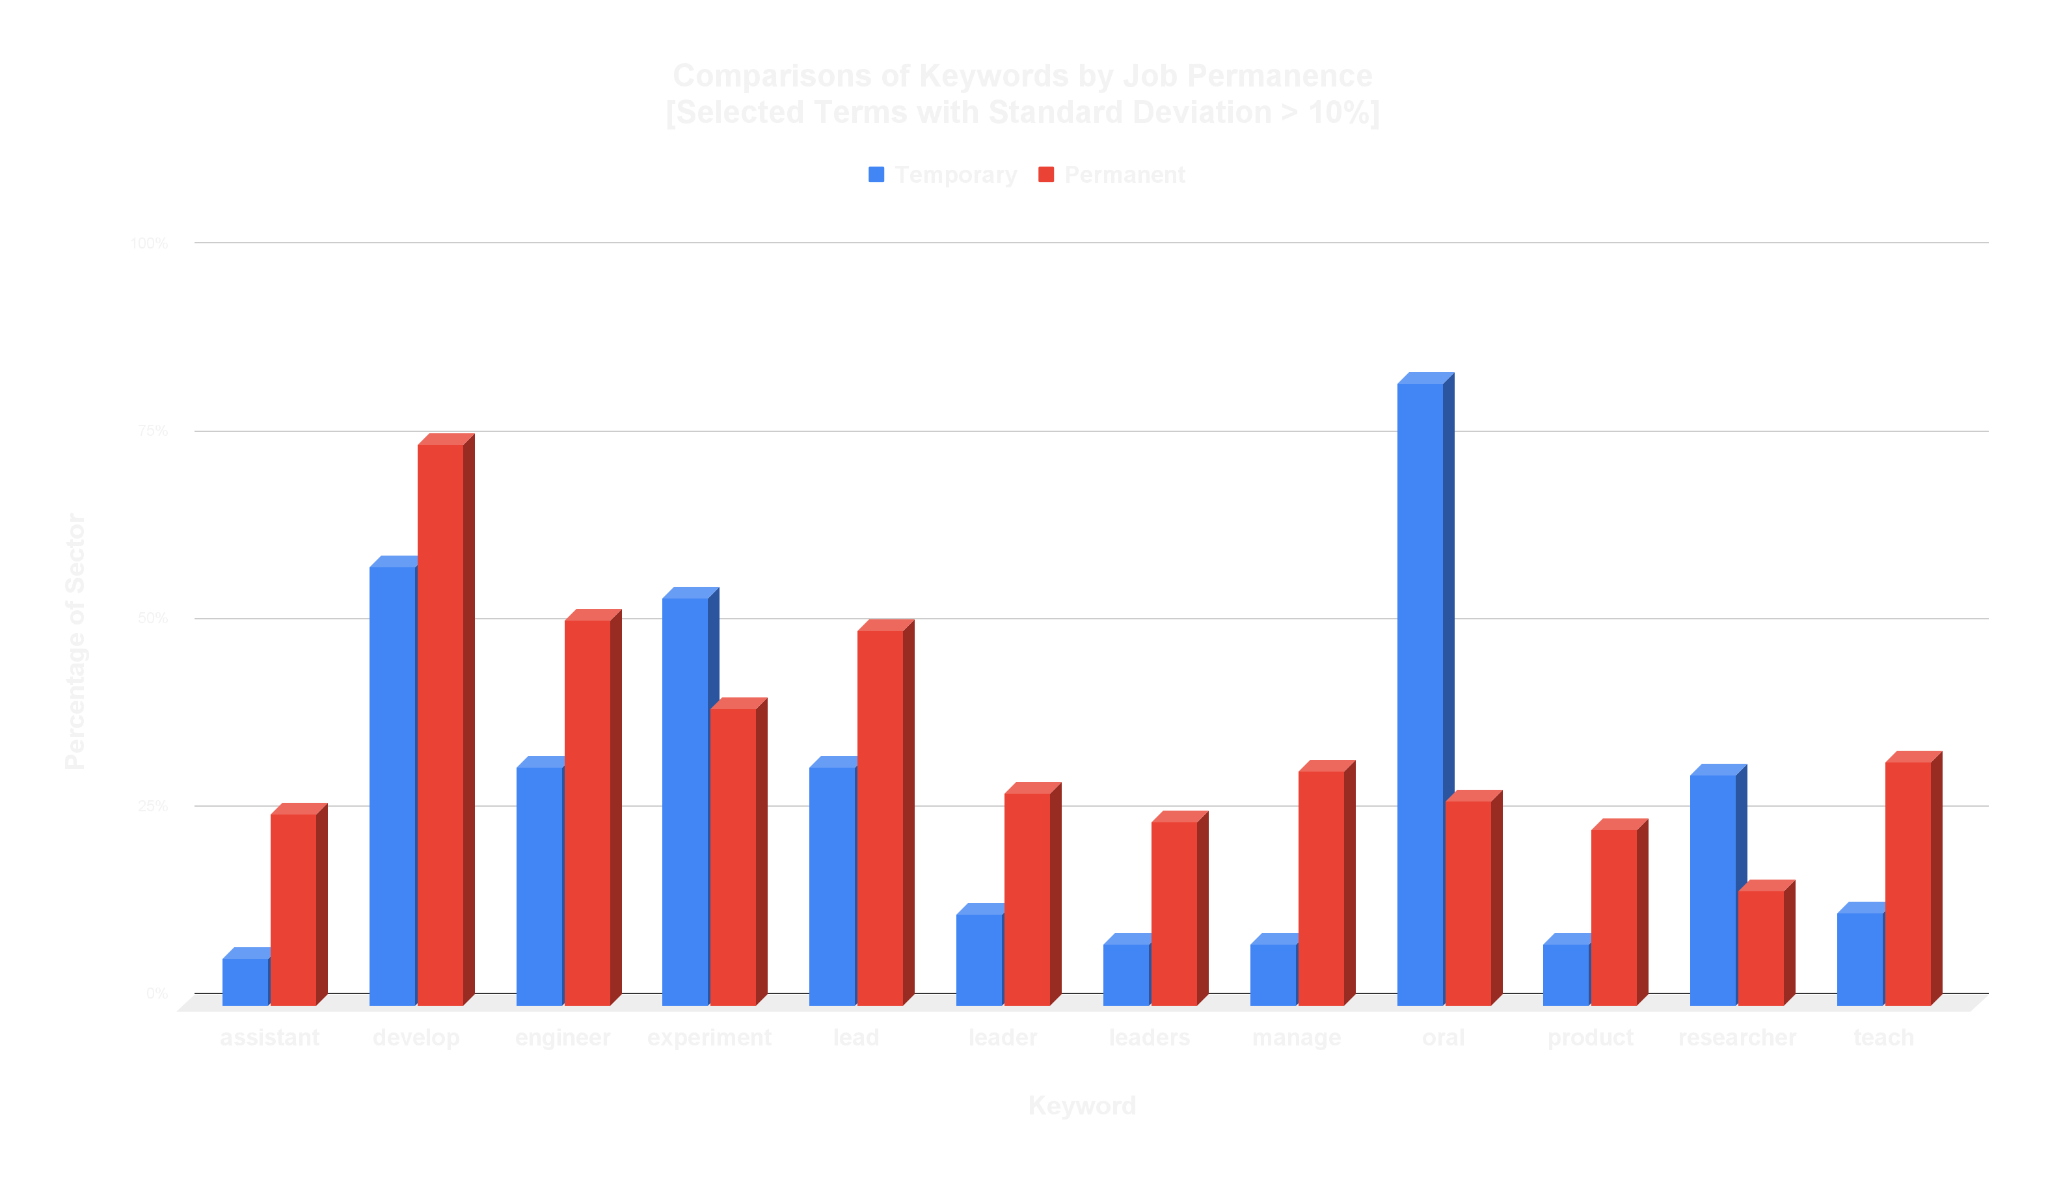 Comparisons of Keywords by Job Permanence
[Selected Terms with Standard Deviation > 10%]
Temporary Permanent
100%
75%
50%
25%
0%
Percentage of Sector
assistant develop engineer experiment lead leader leaders manage oral product researcher teach
Keyword